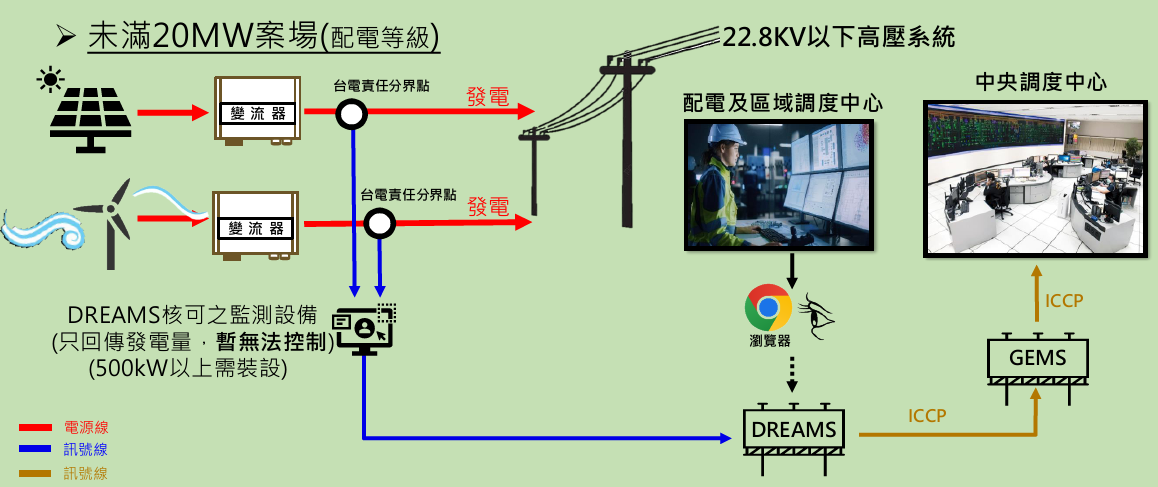 ➢ 未滿20MW案場(配電等級)
22.8KV以下高壓系統
中央調度中心
配電及區域調度中心
台電責任分界點
發電
變流器
台電責任分界點
發電
變流器
DREAMS核可之監測設備
(只回傳發電量，暫無法控制)
(500kW以上需裝設)
瀏覽器
ICCP
GEMS
DREAMS
ICCP
電源線
訊號線
訊號線